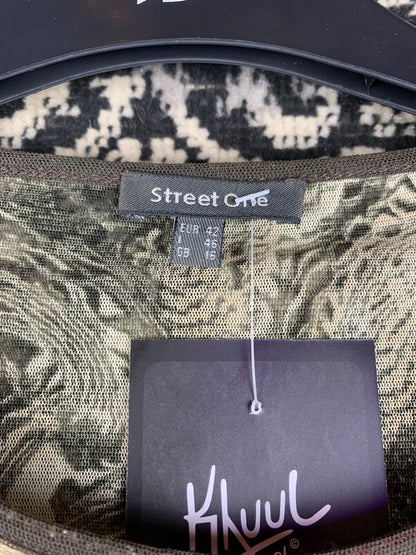 Street One
EUR 42
I 46
GB 16
Khuul
©